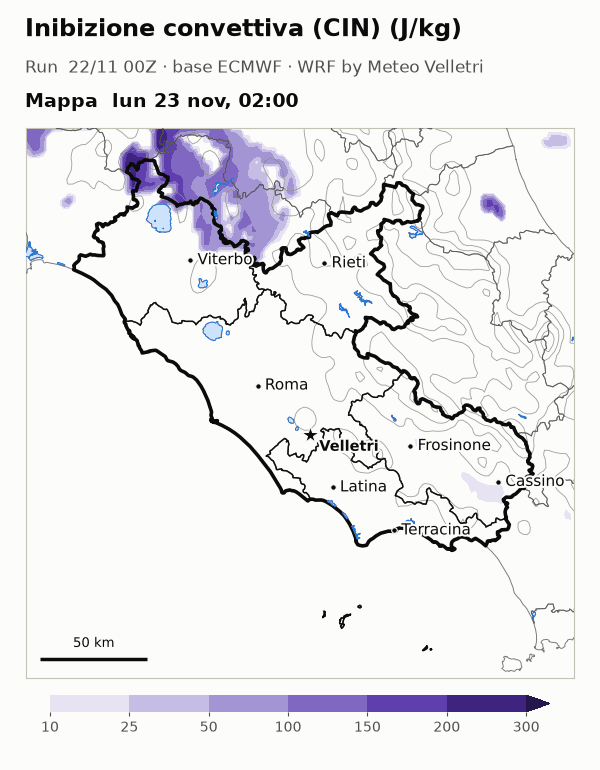 Inibizione convettiva (CIN) (J/kg)
Run  22/11 00Z · base ECMWF · WRF by Meteo Velletri
Mappa  lun 23 nov, 02:00
Viterbo
Rieti
Roma
Velletri
Frosinone
Cassino
Latina
Terracina
50 km
10 25 50 100 150 200 300